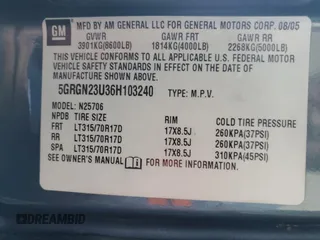 GM
MFD BY AM GENERAL LLC FOR GENERAL MOTORS CORP. 08/05
GVWR GAWR FRT GAWR RR
3901KG(8600LB) 1814KG(4000LB) 2268KG(5000LB)
THIS VEHICLE CONFORMS TO ALL APPLICABLE U.S. FEDERAL MOTOR
VEHICLE SAFETY STANDARDS IN EFFECT ON THE DATE OF
MANUFACTURE SHOWN ABOVE.
5GRGN23U36H103240 TYPE: M.P.V.
MODEL: N25706
NPDB TIRE SIZE RIM COLD TIRE PRESSURE
FRT LT315/70R17D 17X8.5J 260KPA(37PSI)
RR LT315/70R17D 17X8.5J 260KPA(37PSI)
SPA LT315/70R17D 17X8.5J 310KPA(45PSI)
SEE OWNER'S MANUAL FOR MORE INFORMATION
DREAMBID